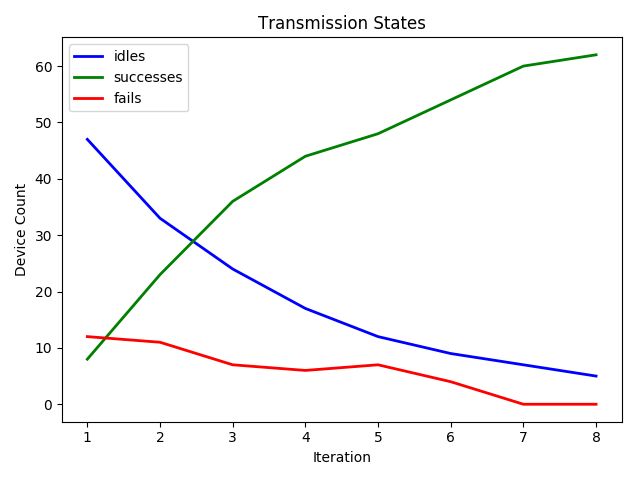 Transmission States
idles
successes
fails
Device Count
60
50
40
30
20
10
0
1 2 3 4 5 6 7 8
Iteration